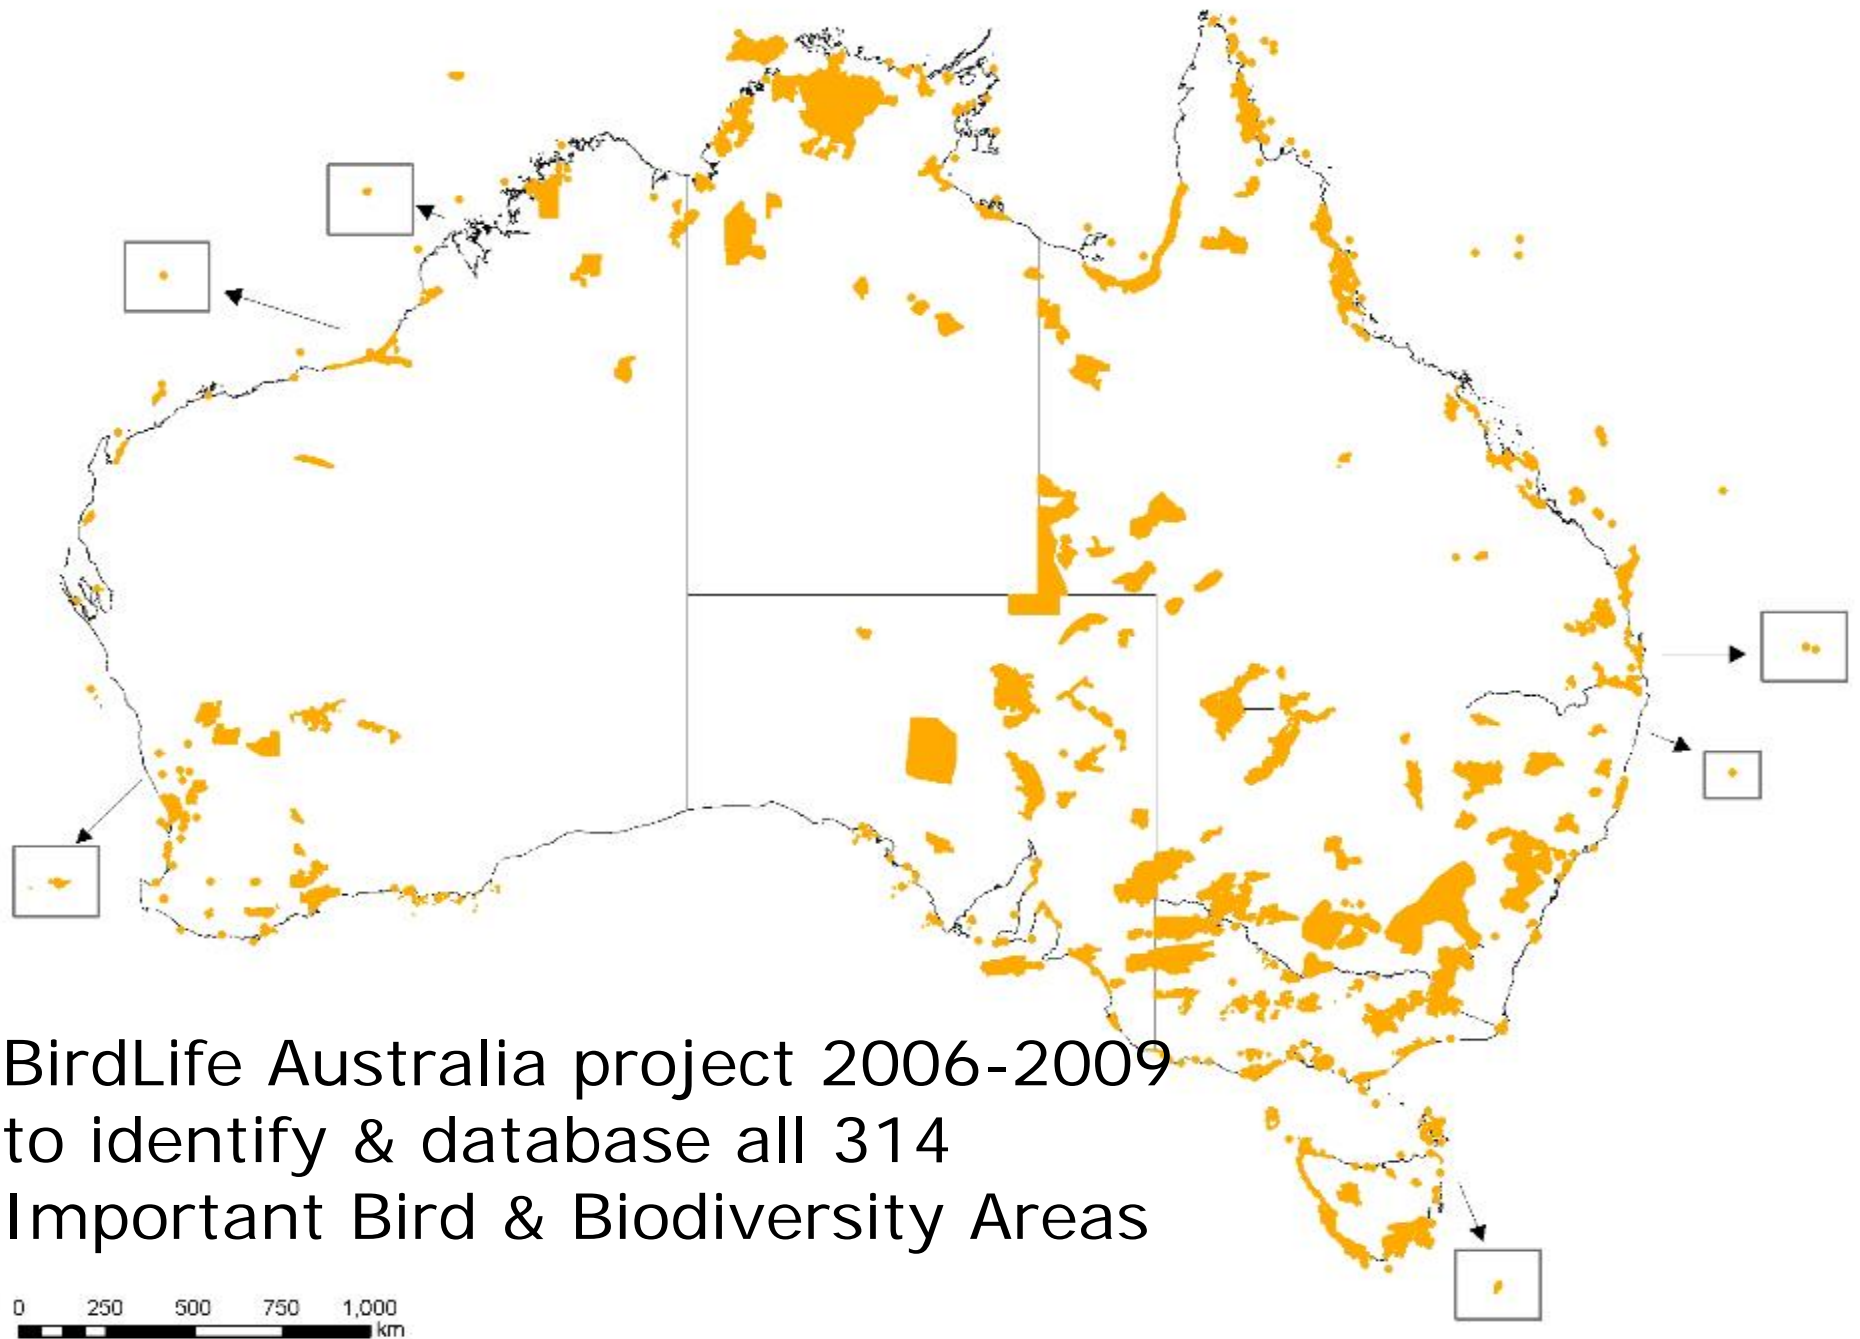 BirdLife Australia project 2006-2009
to identify & database all 314
Important Bird & Biodiversity Areas
0 250 500 750 1,000
km